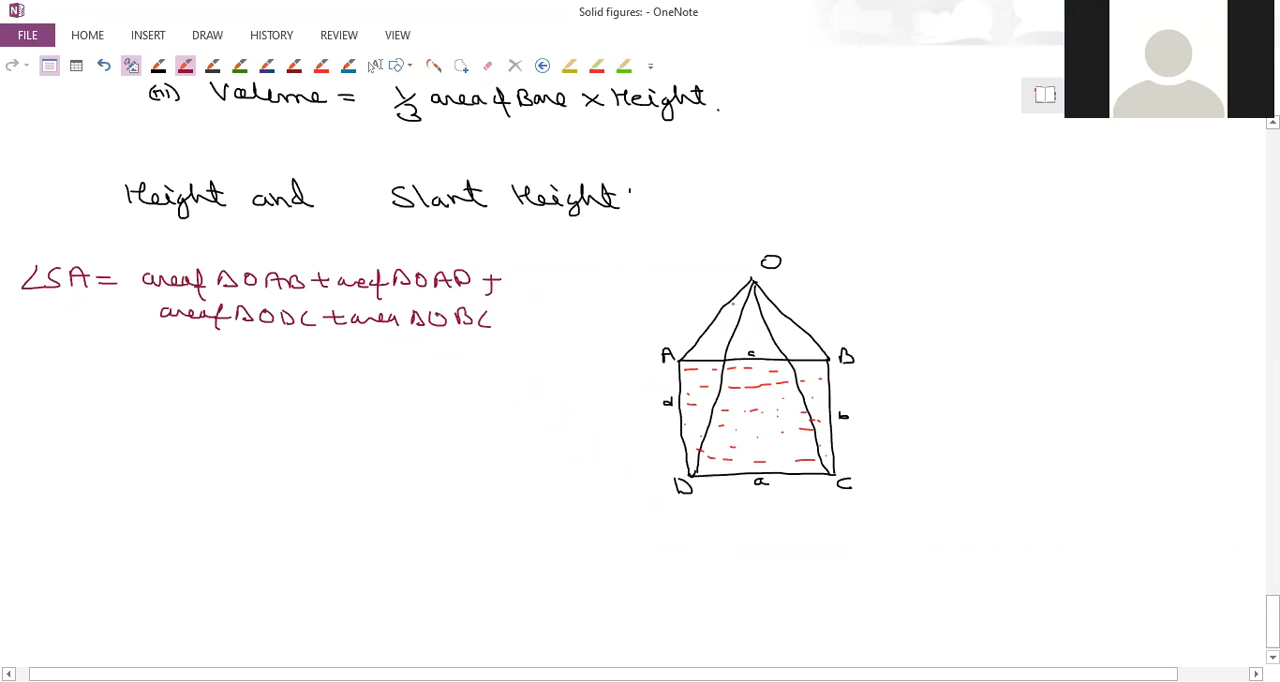 Solid figures: - OneNote
FILE HOME INSERT DRAW HISTORY REVIEW VIEW
(iii) Volume = 1/3 area of Base × Height.
Height and Slant Height
LSA = area of ΔOAB + area of ΔOAD +
area of ΔODC + area ΔOBC
O
A a B
a b
D a C